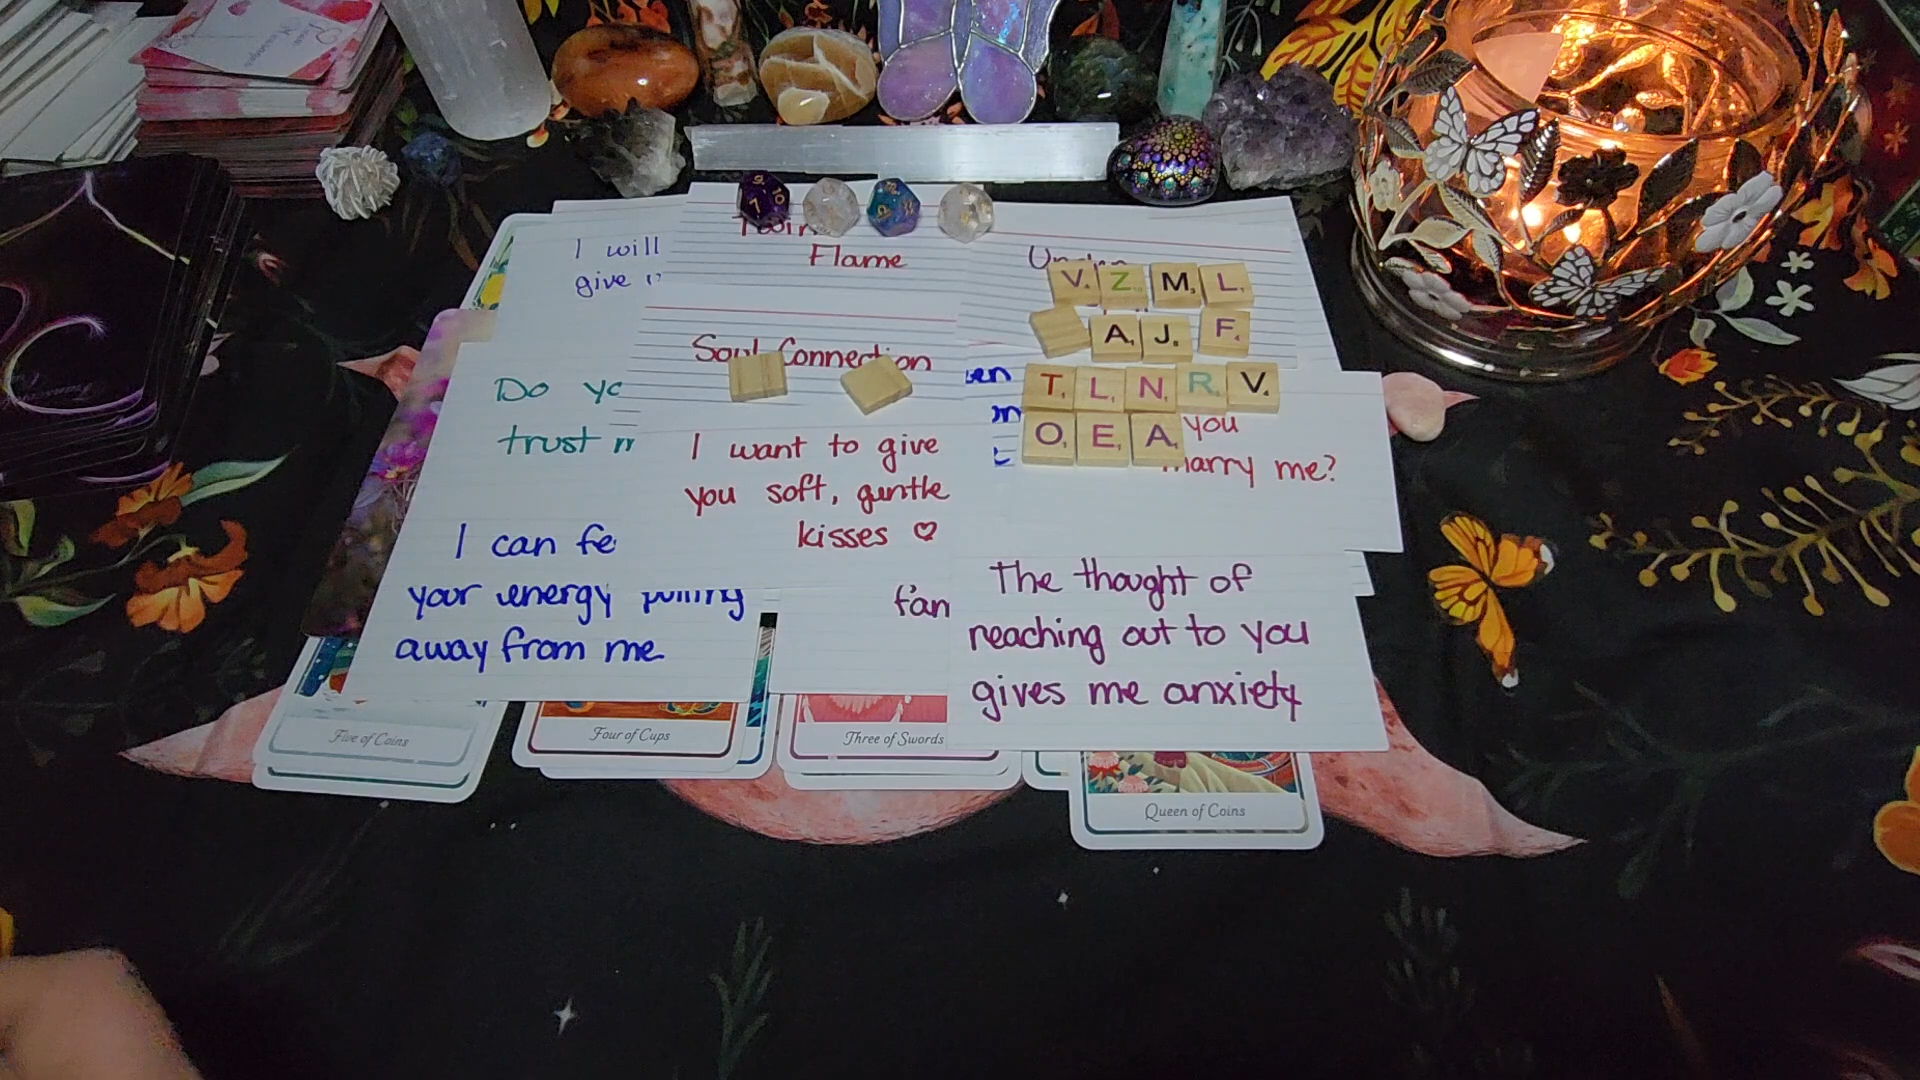 I will
give
Twin
Flame
V Z M L
A J F
Soul Connection
T L N R V
O E A
Do
trust
I want to give
you soft, gentle
kisses ♡
you
marry me?
I can
your energy pulling
away from me
The thought of
reaching out to you
gives me anxiety
Five of Coins
Four of Cups
Three of Swords
Queen of Coins